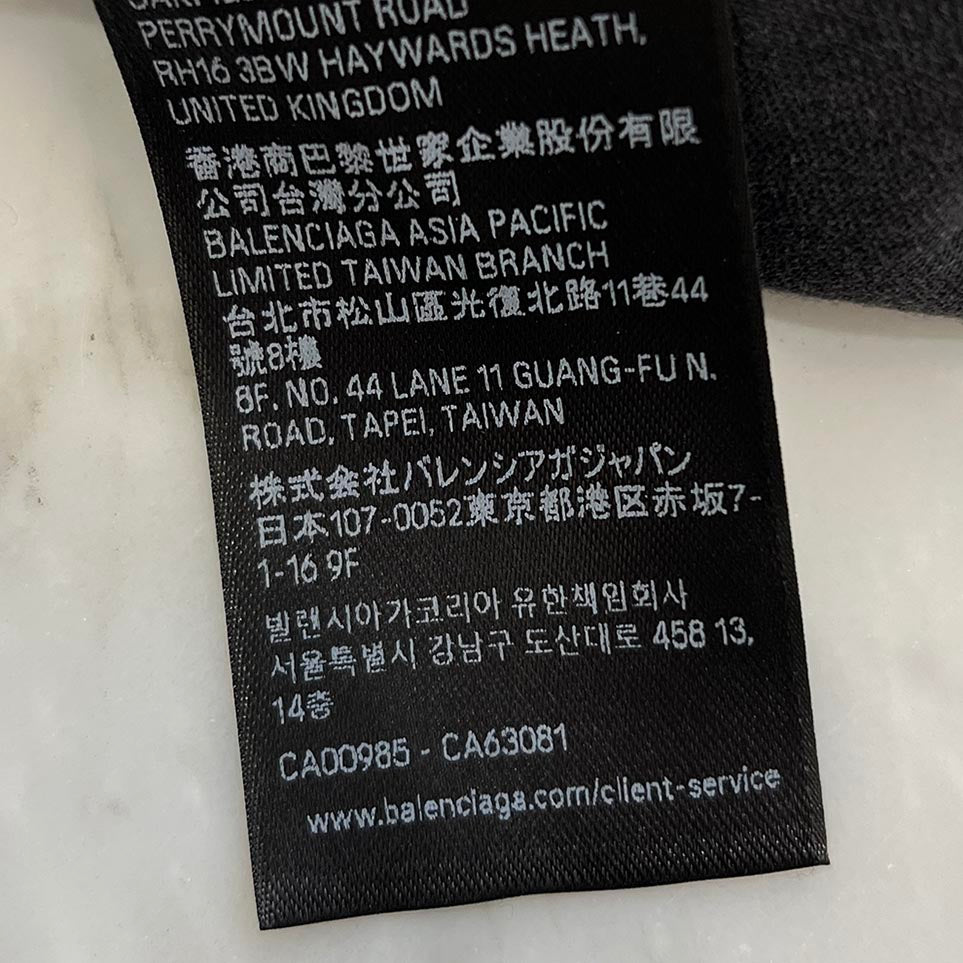 PERRYMOUNT ROAD
RH16 3BW HAYWARDS HEATH,
UNITED KINGDOM
香港商巴黎世家企業股份有限
公司台灣分公司
BALENCIAGA ASIA PACIFIC
LIMITED TAIWAN BRANCH
台北市松山區光復北路11巷44
號8樓
8F. NO. 44 LANE 11 GUANG-FU N.
ROAD, TAPEI, TAIWAN
株式会社バレンシアガジャパン
日本107-0052東京都港区赤坂7-
1-16 9F
발렌시아가코리아 유한책임회사
서울특별시 강남구 도산대로 458 13,
14층
CA00985 - CA63081
www.balenciaga.com/client-service